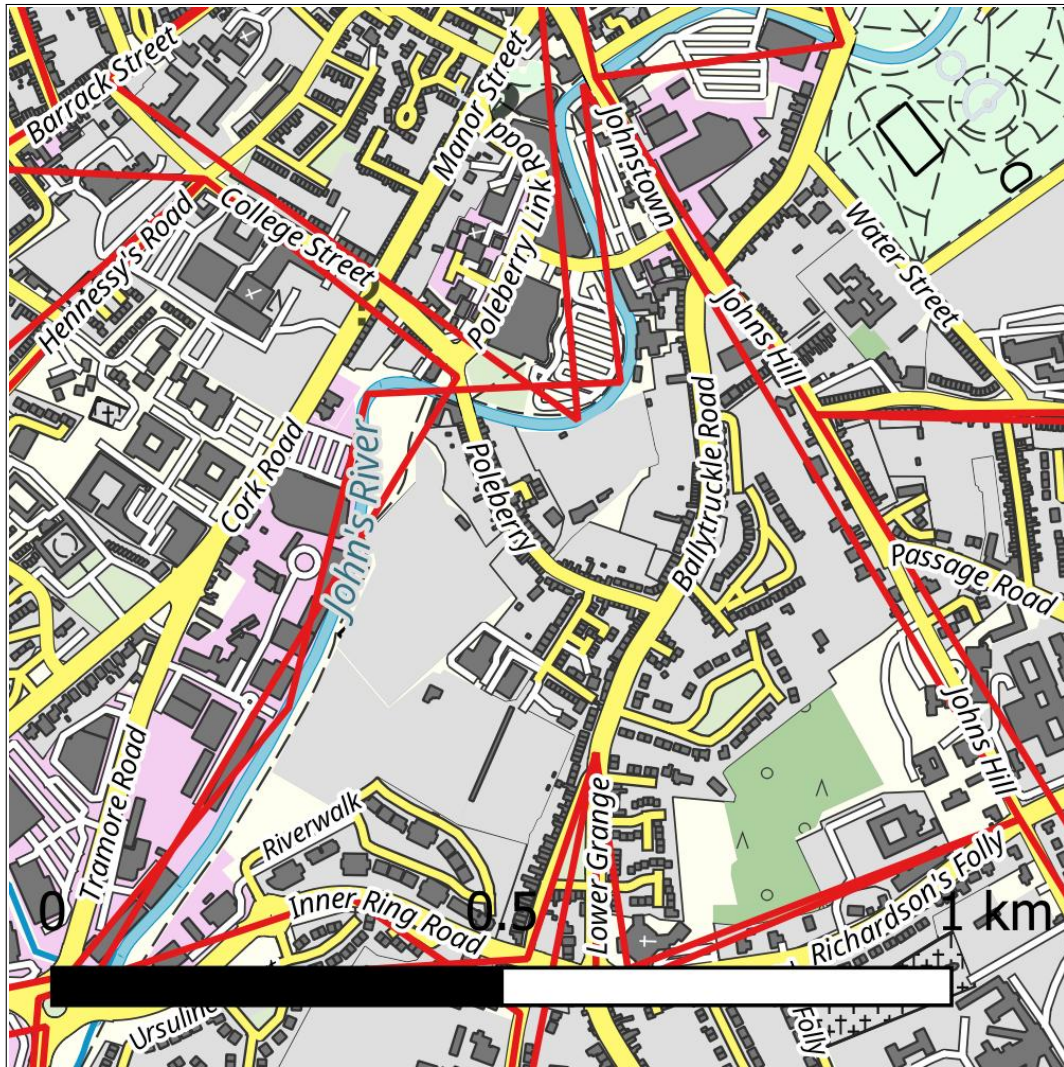 Barrack Street
Manor Street
Johnstown
Poleberry Link
Road
College Street
Hennessy's Road
Water Street
Johns Hill
Cork Road
John's River
Poleberry
Ballytruckle Road
Passage Road
Johns Hill
Tramore Road
Riverwalk
Inner Ring Road
Lower Grange
Richardson's Folly
0
0.5
1 km
Ursuline
Folly